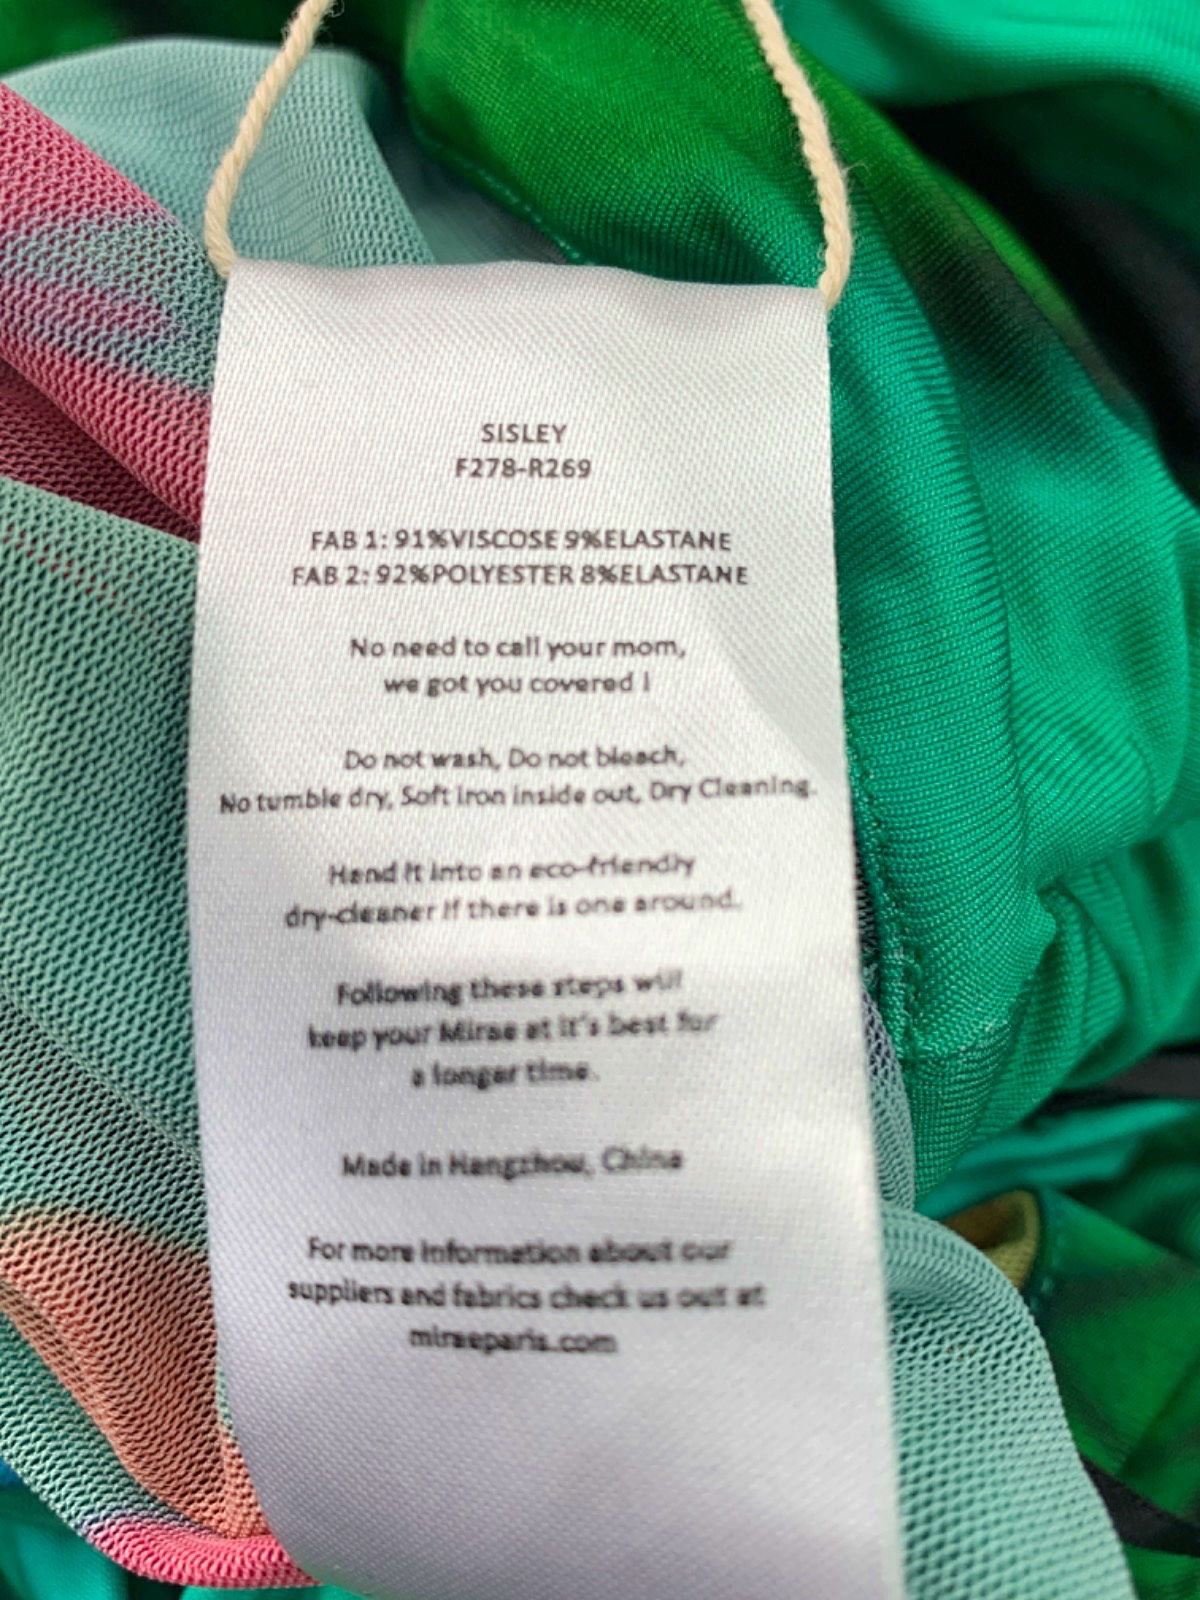 SISLEY
F278-R269
FAB 1: 91%VISCOSE 9%ELASTANE
FAB 2: 92%POLYESTER 8%ELASTANE
No need to call your mom,
we got you covered !
Do not wash, Do not bleach,
No tumble dry, Soft iron inside out, Dry Cleaning.
Hand it into an eco-friendly
dry-cleaner if there is one around.
Following these steps will
keep your Mirae at it's best for
a longer time.
Made in Hangzhou, China
For more information about our
suppliers and fabrics check us out at
miraeparis.com